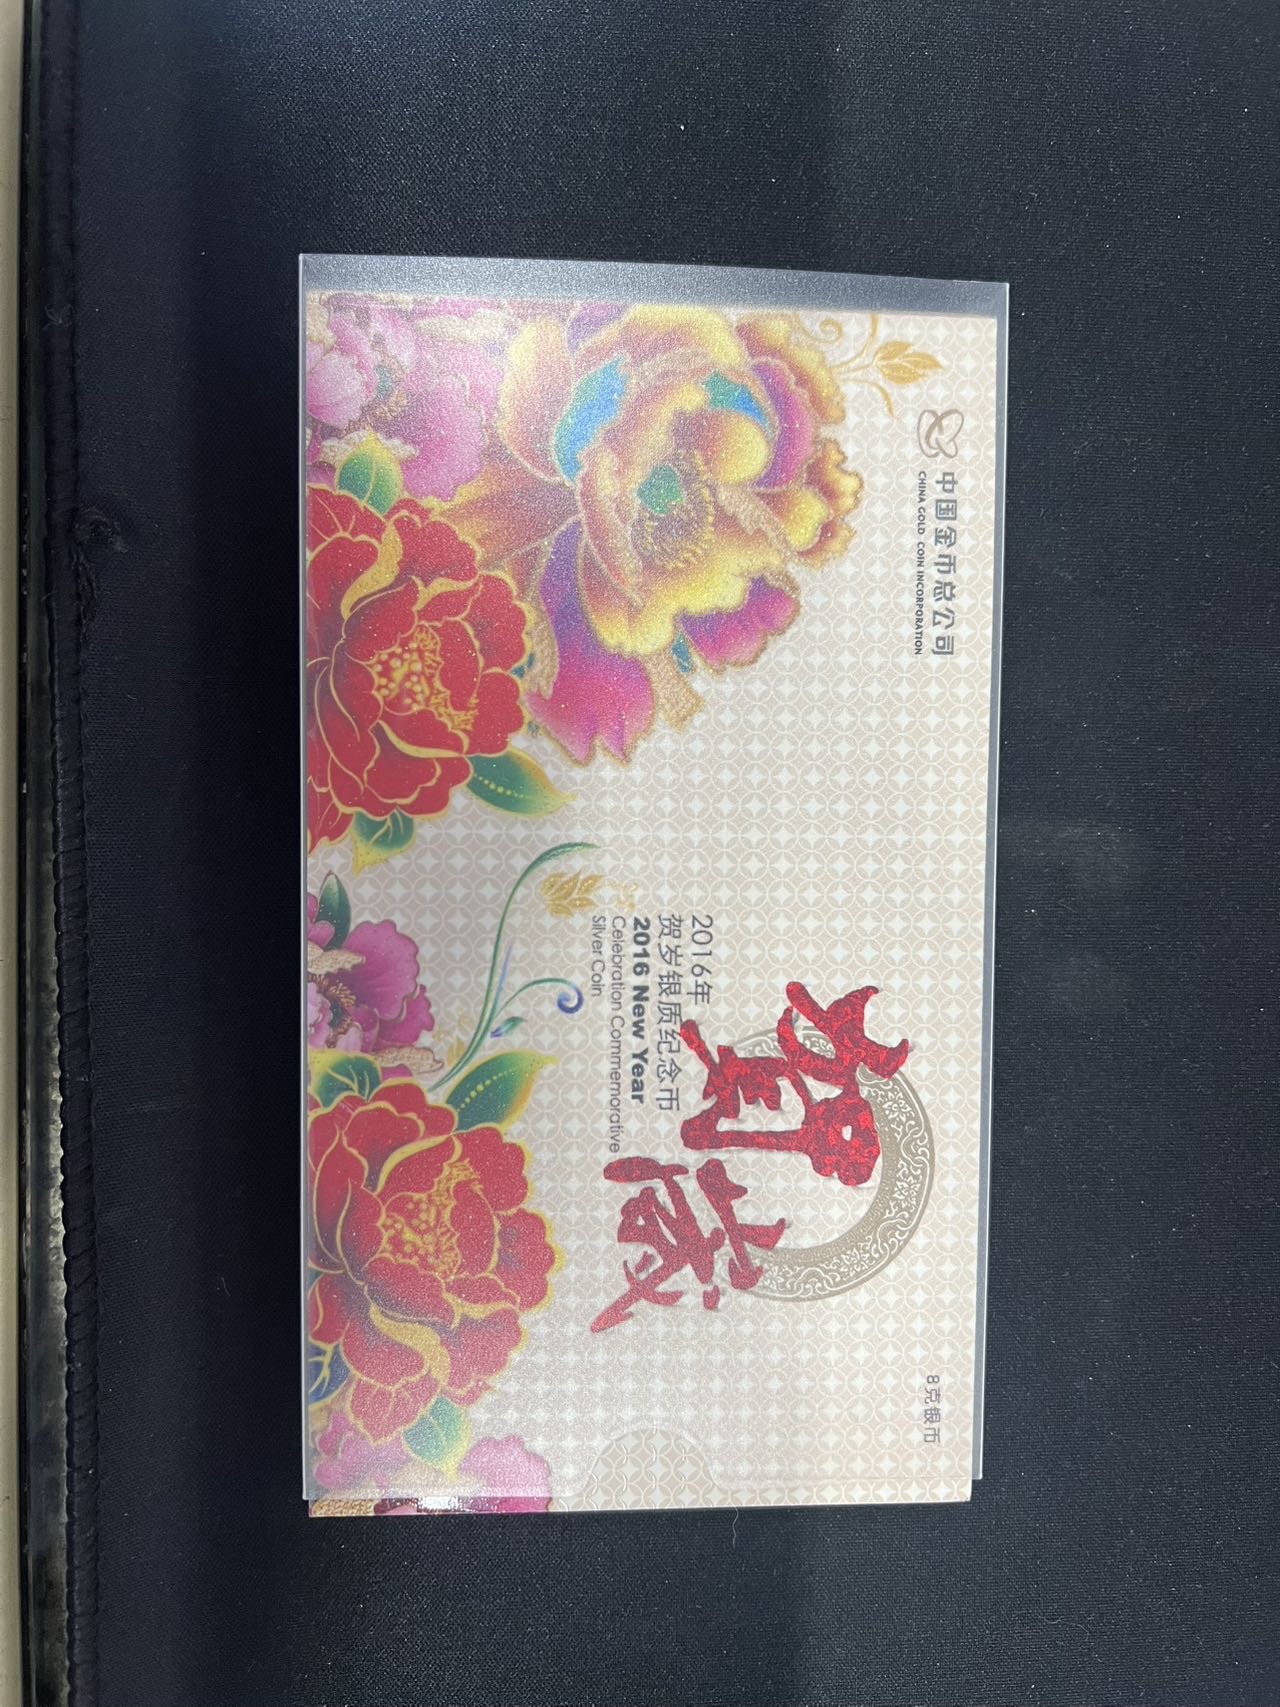 中国金币总公司
CHINA GOLD COIN INCORPORATION
贺岁
2016年
贺岁银质纪念币
2016 New Year
Celebration Commemorative
Silver Coin
8克银币